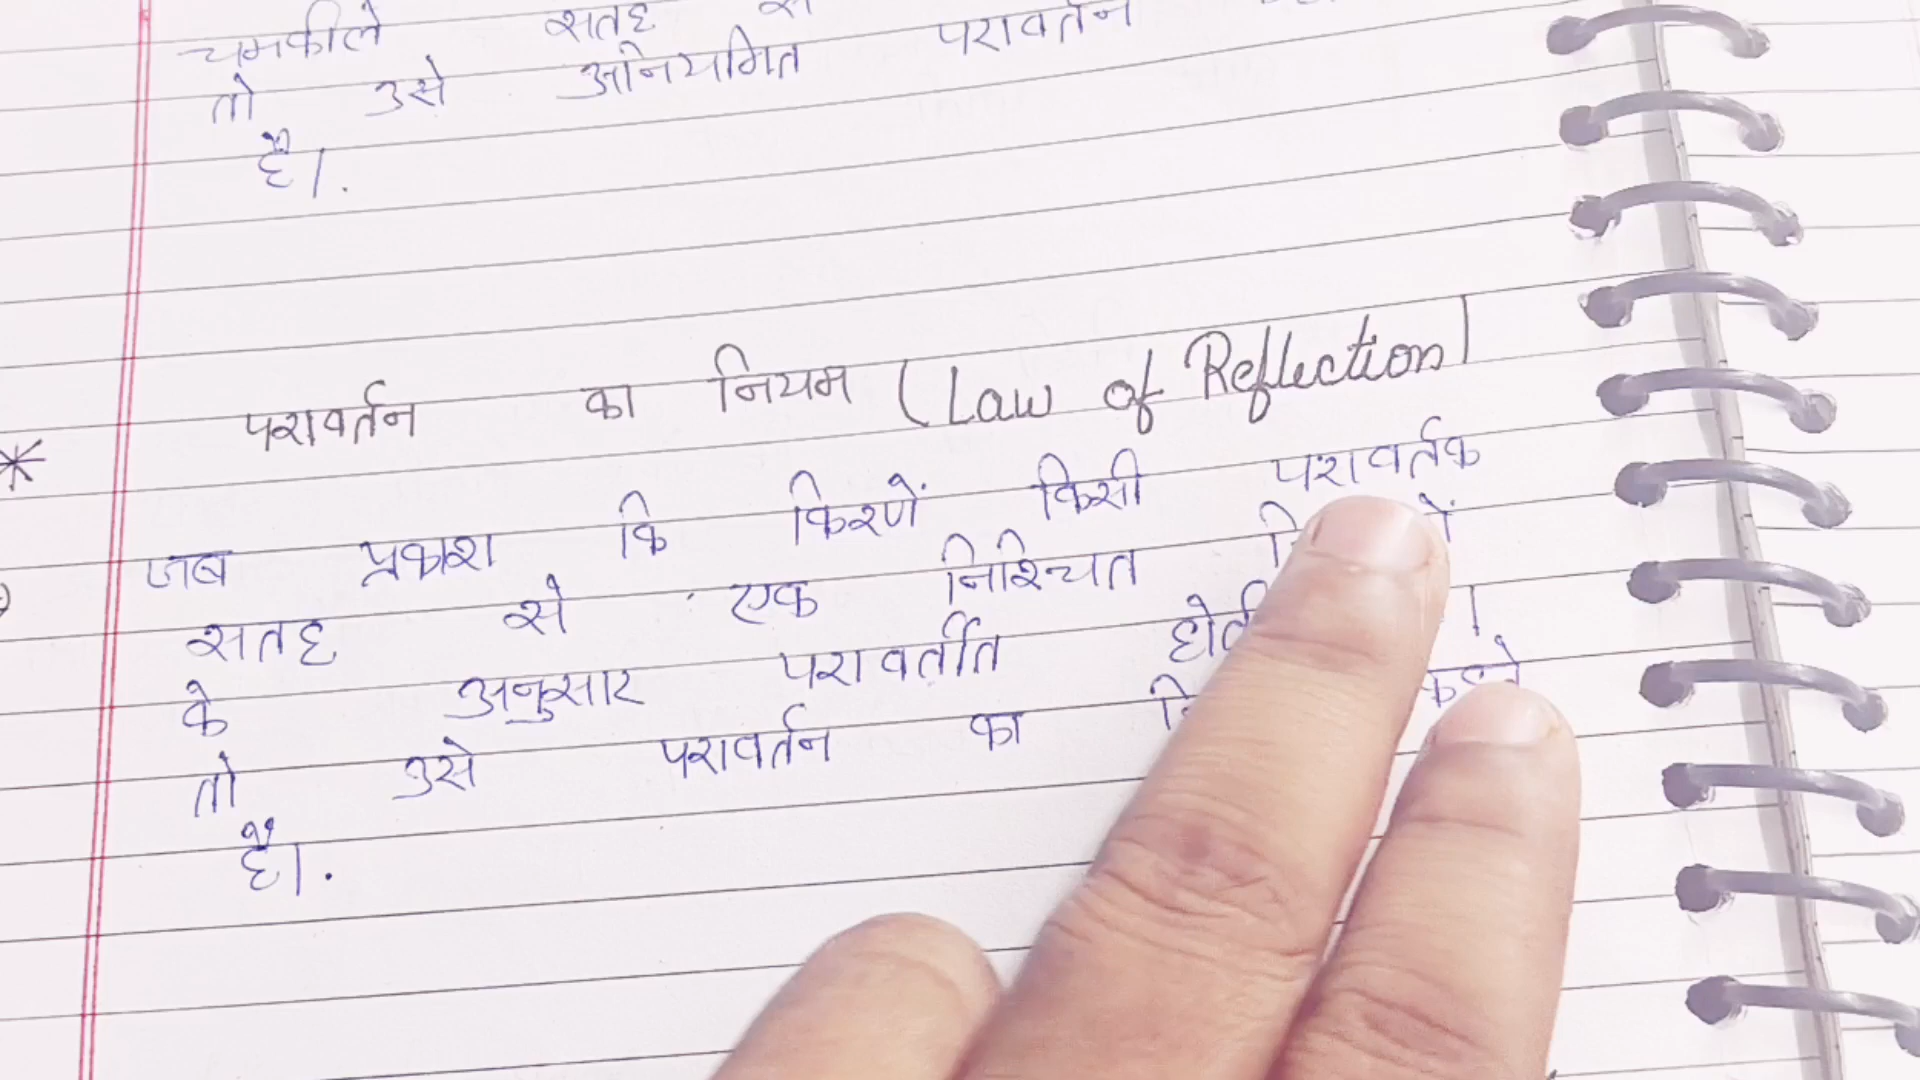 चमकीले सतह से
तो उसे अनियमित परावर्तन
है।.
* परावर्तन का नियम (Law of Reflection)
जब प्रकाश कि किरणें किसी परावर्तक
सतह से एक निश्चित
के अनुसार परावर्तीत होती
तो उसे परावर्तन का कहते
हैं।.